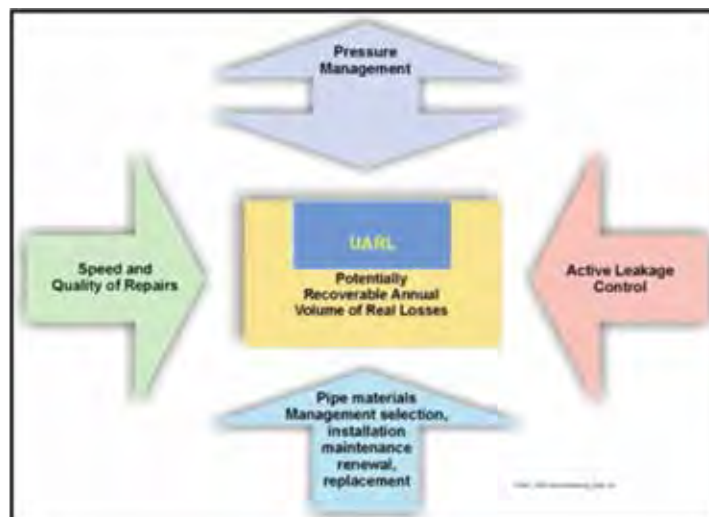 Pressure
Management
UARL
Speed and
Quality of Repairs
Potentially
Recoverable Annual
Volume of Real Losses
Active Leakage
Control
Pipe materials
Management selection,
installation
maintenance
renewal,
replacement